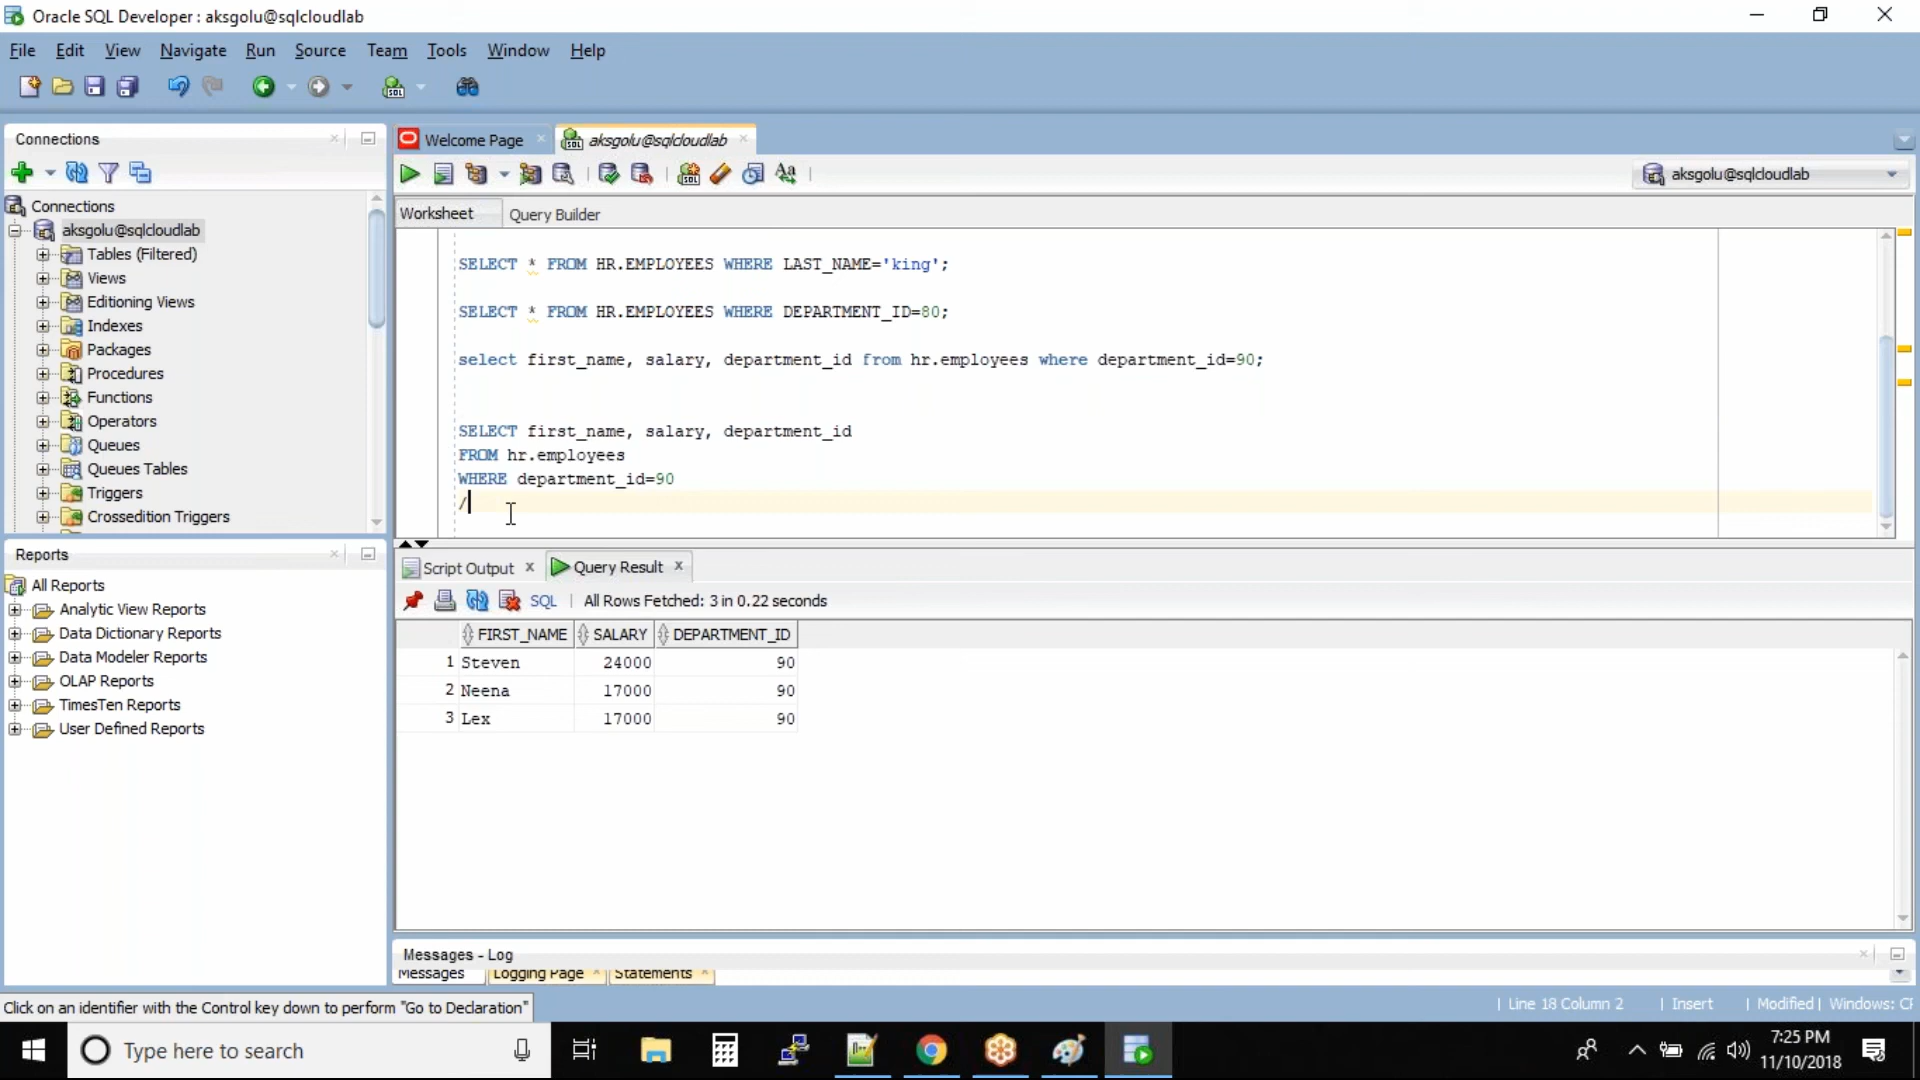 Oracle SQL Developer : aksgolu@sqlcloudlab
File Edit View Navigate Run Source Team Tools Window Help
Connections
Welcome Page
aksgolu@sqlcloudlab
aksgolu@sqlcloudlab
Worksheet
Query Builder
Connections
aksgolu@sqlcloudlab
Tables (Filtered)
Views
Editioning Views
Indexes
Packages
Procedures
Functions
Operators
Queues
Queues Tables
Triggers
Crossedition Triggers
SELECT * FROM HR.EMPLOYEES WHERE LAST_NAME='king';
SELECT * FROM HR.EMPLOYEES WHERE DEPARTMENT_ID=80;
select first_name, salary, department_id from hr.employees where department_id=90;
SELECT first_name, salary, department_id
FROM hr.employees
WHERE department_id=90
/
Reports
All Reports
Analytic View Reports
Data Dictionary Reports
Data Modeler Reports
OLAP Reports
TimesTen Reports
User Defined Reports
Script Output
Query Result
SQL | All Rows Fetched: 3 in 0.22 seconds
FIRST_NAME SALARY DEPARTMENT_ID
1 Steven 24000 90
2 Neena 17000 90
3 Lex 17000 90
Messages - Log
Messages Logging Page Statements
Click on an identifier with the Control key down to perform "Go to Declaration"
| Line 18 Column 2 | Insert | Modified | Windows:
Type here to search
7:25 PM
11/10/2018